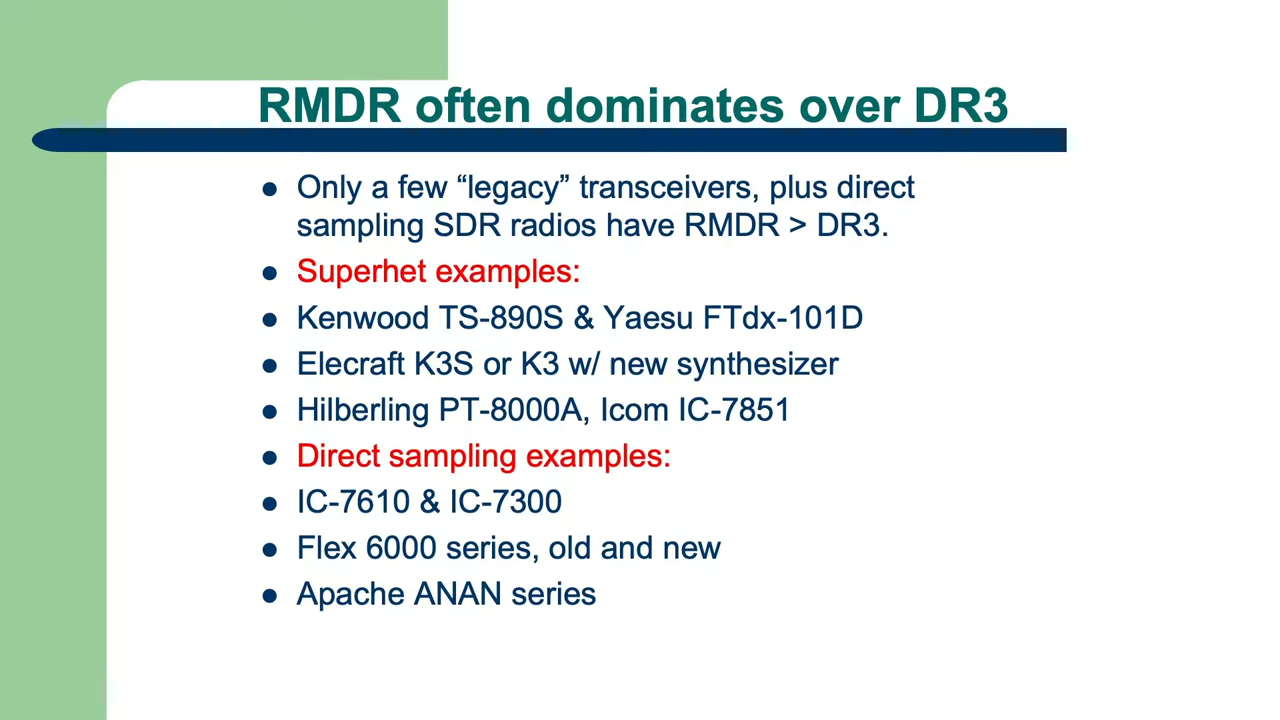 RMDR often dominates over DR3
● Only a few “legacy” transceivers, plus direct
sampling SDR radios have RMDR > DR3.
● Superhet examples:
● Kenwood TS-890S & Yaesu FTdx-101D
● Elecraft K3S or K3 w/ new synthesizer
● Hilberling PT-8000A, Icom IC-7851
● Direct sampling examples:
● IC-7610 & IC-7300
● Flex 6000 series, old and new
● Apache ANAN series